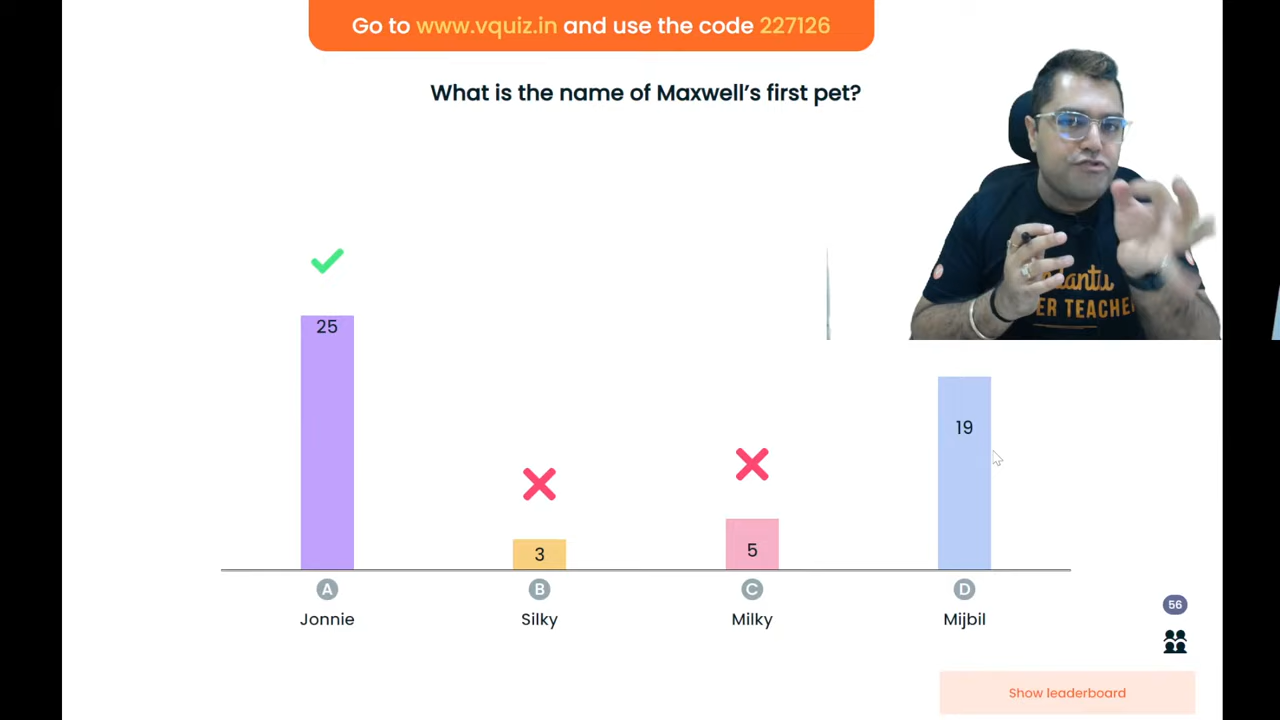 Go to www.vquiz.in and use the code 227126
What is the name of Maxwell’s first pet?
25
3
5
19
A
B
C
D
Jonnie
Silky
Milky
Mijbil
TEACHER
56
Show leaderboard